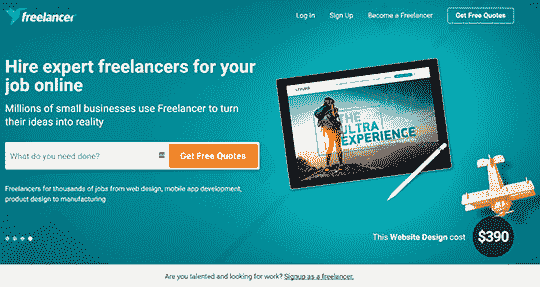 freelancer
Log In
Sign Up
Become a Freelancer
Get Free Quotes
Hire expert freelancers for your
job online
Millions of small businesses use Freelancer to turn
their ideas into reality
What do you need done?
Get Free Quotes
Freelancers for thousands of jobs from web design, mobile app development,
product design to manufacturing
THE
ULTRA
EXPERIENCE
This Website Design cost
$390
Are you talented and looking for work? Signup as a freelancer.